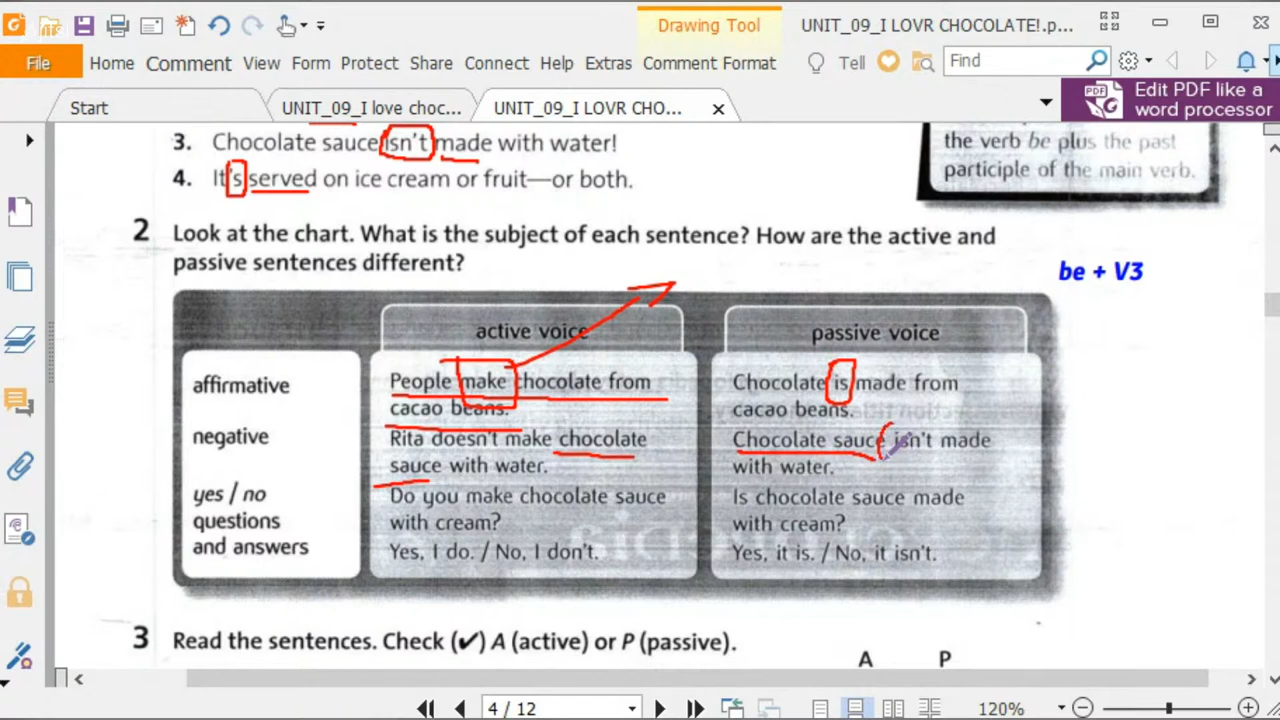 Drawing Tool
UNIT_09_I LOVR CHOCOLATE!.p...
File Home Comment View Form Protect Share Connect Help Extras Comment Format Tell Find
Start
UNIT_09_I love choc...
UNIT_09_I LOVR CHO...
Edit PDF like a
word processor
3. Chocolate sauce isn't made with water!
4. It's served on ice cream or fruit—or both.
the verb be plus the past
participle of the main verb.
2 Look at the chart. What is the subject of each sentence? How are the active and
passive sentences different?
be + V3
active voice
passive voice
affirmative
People make chocolate from
cacao beans.
Chocolate is made from
cacao beans.
negative
Rita doesn't make chocolate
sauce with water.
Chocolate sauce isn't made
with water.
yes / no
questions
and answers
Do you make chocolate sauce
with cream?
Yes, I do. / No, I don't.
Is chocolate sauce made
with cream?
Yes, it is. / No, it isn't.
3 Read the sentences. Check (✔) A (active) or P (passive).
A P
4 / 12
120%